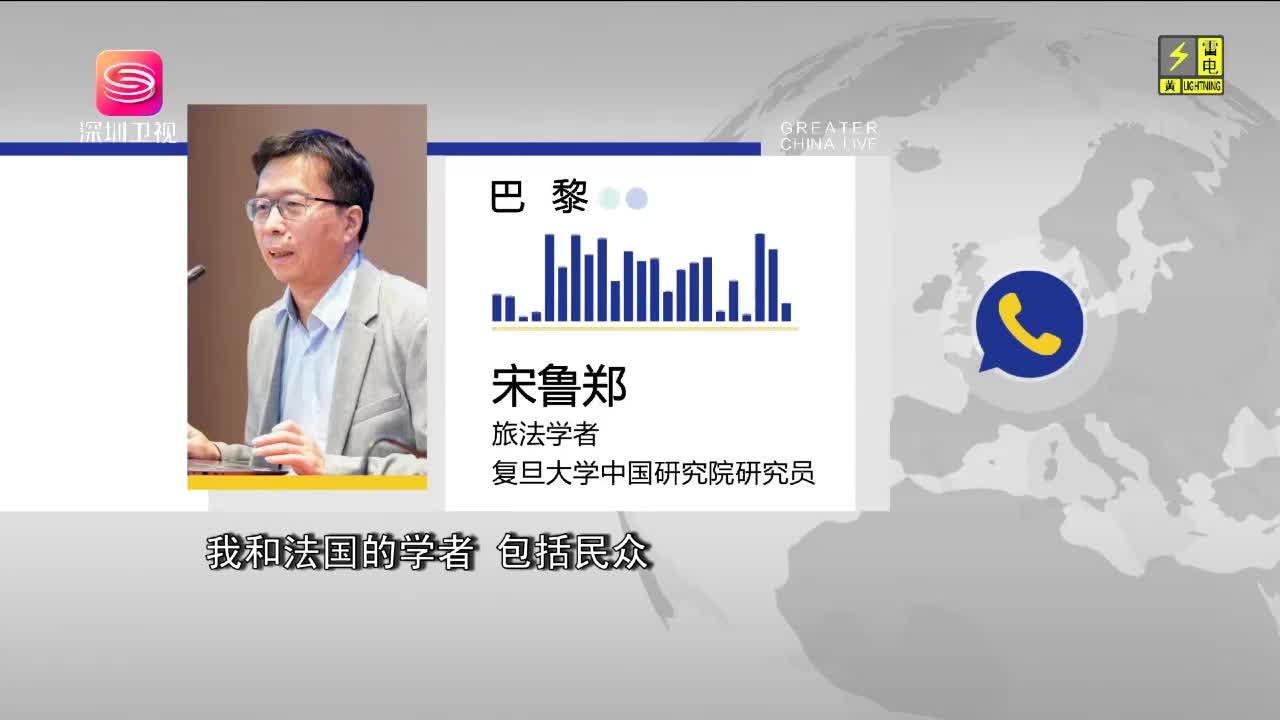 深圳卫视
GREATER
CHINA LIVE
雷电
黄 LIGHTNING
巴 黎
宋鲁郑
旅法学者
复旦大学中国研究院研究员
我和法国的学者 包括民众